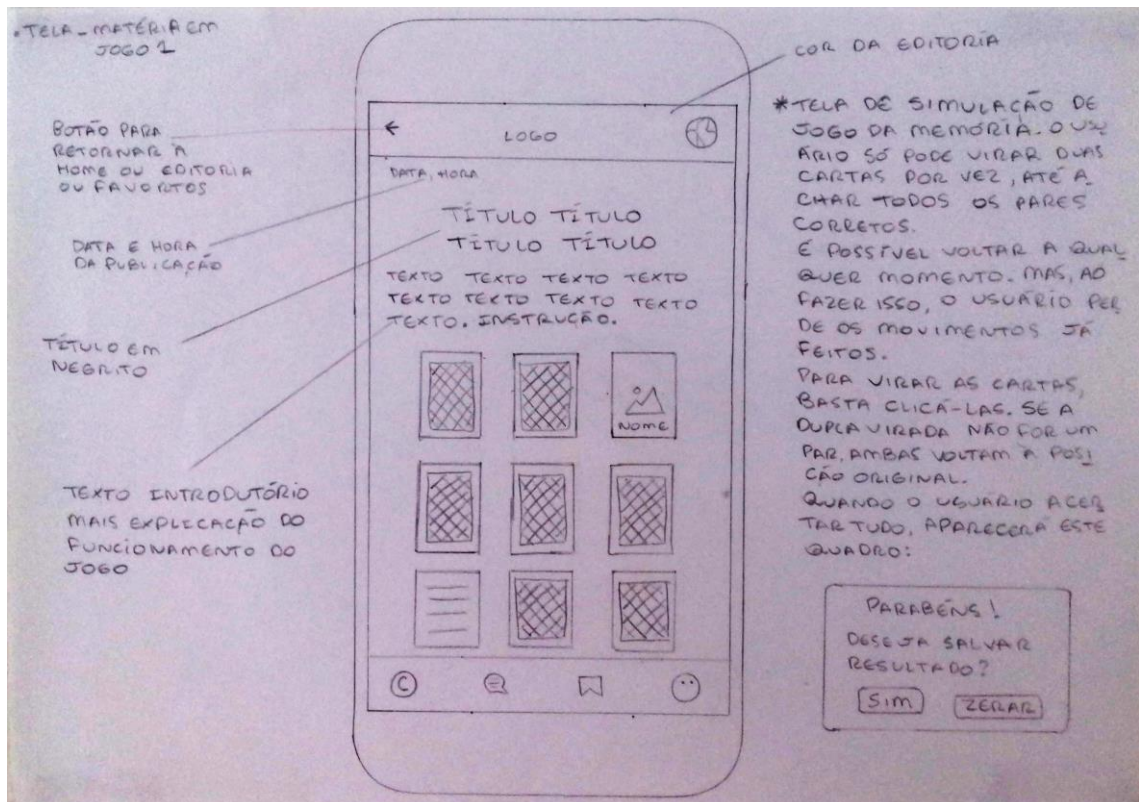 •TELA_MATÉRIA EM
JOGO 1
BOTÃO PARA
RETORNAR À
HOME OU EDITORIA
OU FAVORITOS
DATA E HORA
DA PUBLICAÇÃO
TÍTULO EM
NEGRITO
TEXTO INTRODUTÓRIO
MAIS EXPLICAÇÃO DO
FUNCIONAMENTO DO
JOGO
←
LOGO
DATA, HORA
TÍTULO TÍTULO
TÍTULO TÍTULO
TEXTO TEXTO TEXTO TEXTO
TEXTO TEXTO TEXTO TEXTO
TEXTO. INSTRUÇÃO.
NOME
©
COR DA EDITORIA
*TELA DE SIMULAÇÃO DE
JOGO DA MEMÓRIA. O USU
ÁRIO SÓ PODE VIRAR DUAS
CARTAS POR VEZ, ATÉ A
CHAR TODOS OS PARES
CORRETOS.
É POSSÍVEL VOLTAR A QUAL
QUER MOMENTO. MAS, AO
FAZER ISSO, O USUÁRIO PER
DE OS MOVIMENTOS JÁ
FEITOS.
PARA VIRAR AS CARTAS,
BASTA CLICÁ-LAS. SE A
DUPLA VIRADA NÃO FOR UM
PAR, AMBAS VOLTAM À POSI
ÇÃO ORIGINAL.
QUANDO O USUÁRIO ACER
TAR TUDO, APARECERÁ ESTE
QUADRO:
PARABÉNS!
DESEJA SALVAR
RESULTADO?
SIM ZERAR